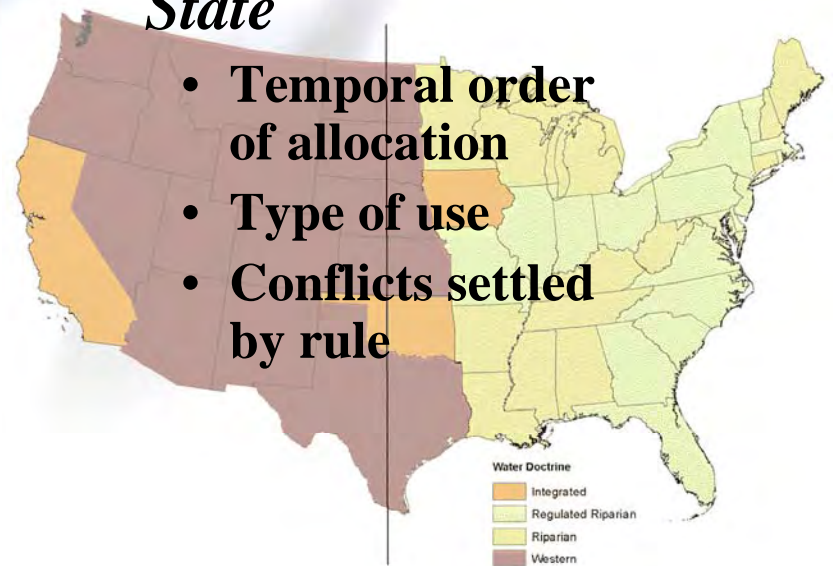 State
• Temporal order
of allocation
• Type of use
• Conflicts settled
by rule
Water Doctrine
Integrated
Regulated Riparian
Riparian
Western